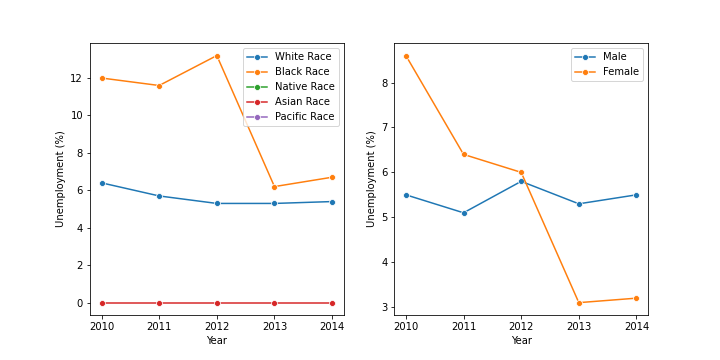 White Race
Black Race
Native Race
Asian Race
Pacific Race
12
10
8
6
4
2
0
Unemployment (%)
2010 2011 2012 2013 2014
Year
Male
Female
8
7
6
5
4
3
Unemployment (%)
2010 2011 2012 2013 2014
Year